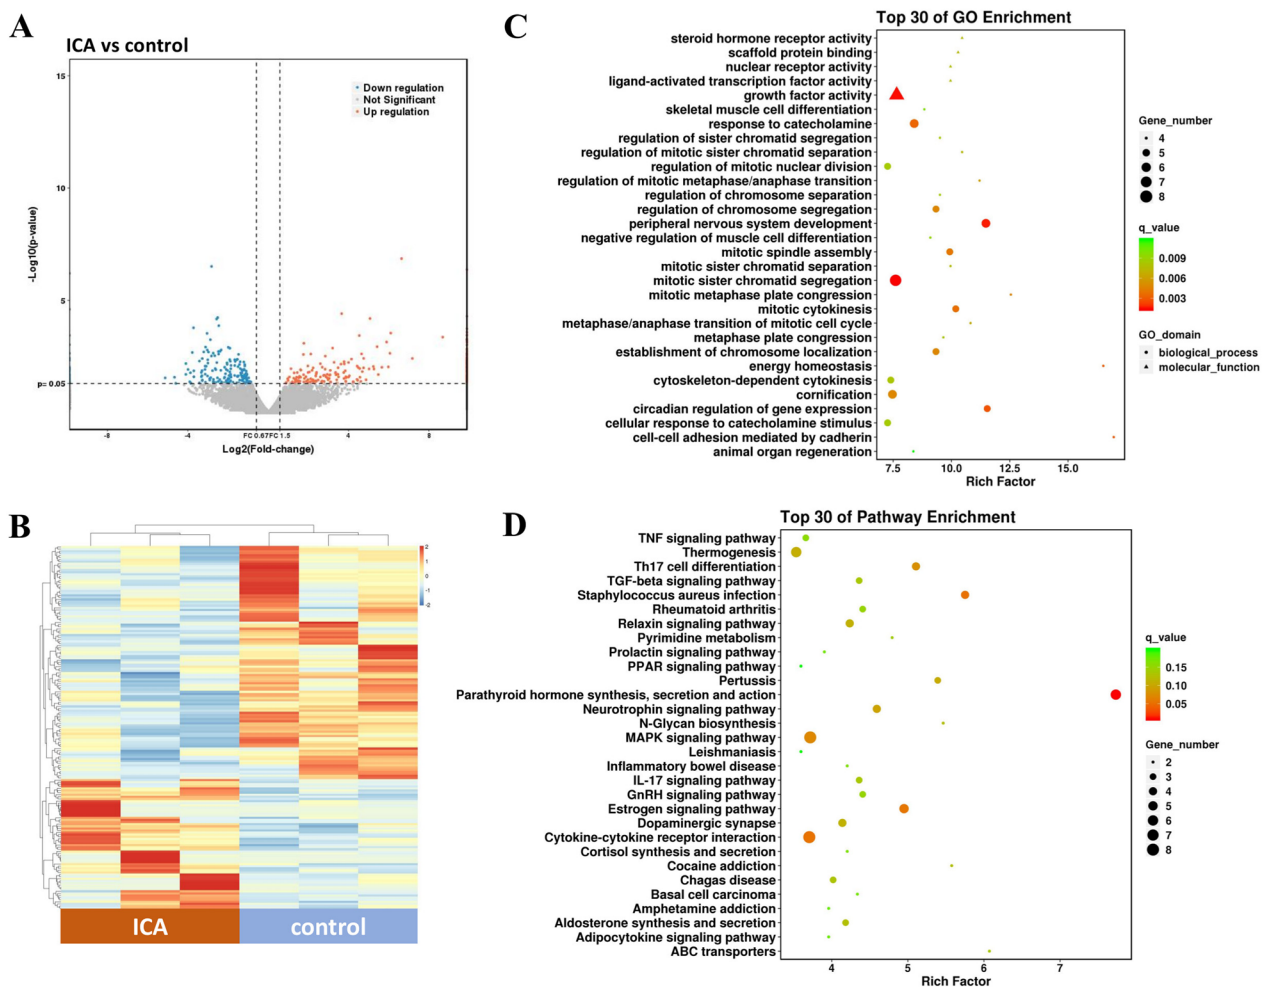 A
ICA vs control
Down regulation
Not Significant
Up regulation
-Log10(p-value)
15
10
5
p= 0.05
-8
-4
FC 0.67
FC 1.5
4
8
Log2(Fold-change)
B
2
1
0
-1
-2
ICA
control
C
Top 30 of GO Enrichment
steroid hormone receptor activity
scaffold protein binding
nuclear receptor activity
ligand-activated transcription factor activity
growth factor activity
skeletal muscle cell differentiation
response to catecholamine
regulation of sister chromatid segregation
regulation of mitotic sister chromatid separation
regulation of mitotic nuclear division
regulation of mitotic metaphase/anaphase transition
regulation of chromosome separation
regulation of chromosome segregation
peripheral nervous system development
negative regulation of muscle cell differentiation
mitotic spindle assembly
mitotic sister chromatid separation
mitotic sister chromatid segregation
mitotic metaphase plate congression
mitotic cytokinesis
metaphase/anaphase transition of mitotic cell cycle
metaphase plate congression
establishment of chromosome localization
energy homeostasis
cytoskeleton-dependent cytokinesis
cornification
circadian regulation of gene expression
cellular response to catecholamine stimulus
cell-cell adhesion mediated by cadherin
animal organ regeneration
7.5
10.0
12.5
15.0
Rich Factor
Gene_number
4
5
6
7
8
q_value
0.009
0.006
0.003
GO_domain
biological_process
molecular_function
D
Top 30 of Pathway Enrichment
TNF signaling pathway
Thermogenesis
Th17 cell differentiation
TGF-beta signaling pathway
Staphylococcus aureus infection
Rheumatoid arthritis
Relaxin signaling pathway
Pyrimidine metabolism
Prolactin signaling pathway
PPAR signaling pathway
Pertussis
Parathyroid hormone synthesis, secretion and action
Neurotrophin signaling pathway
N-Glycan biosynthesis
MAPK signaling pathway
Leishmaniasis
Inflammatory bowel disease
IL-17 signaling pathway
GnRH signaling pathway
Estrogen signaling pathway
Dopaminergic synapse
Cytokine-cytokine receptor interaction
Cortisol synthesis and secretion
Cocaine addiction
Chagas disease
Basal cell carcinoma
Amphetamine addiction
Aldosterone synthesis and secretion
Adipocytokine signaling pathway
ABC transporters
4
5
6
7
Rich Factor
q_value
0.15
0.10
0.05
Gene_number
2
3
4
5
6
7
8